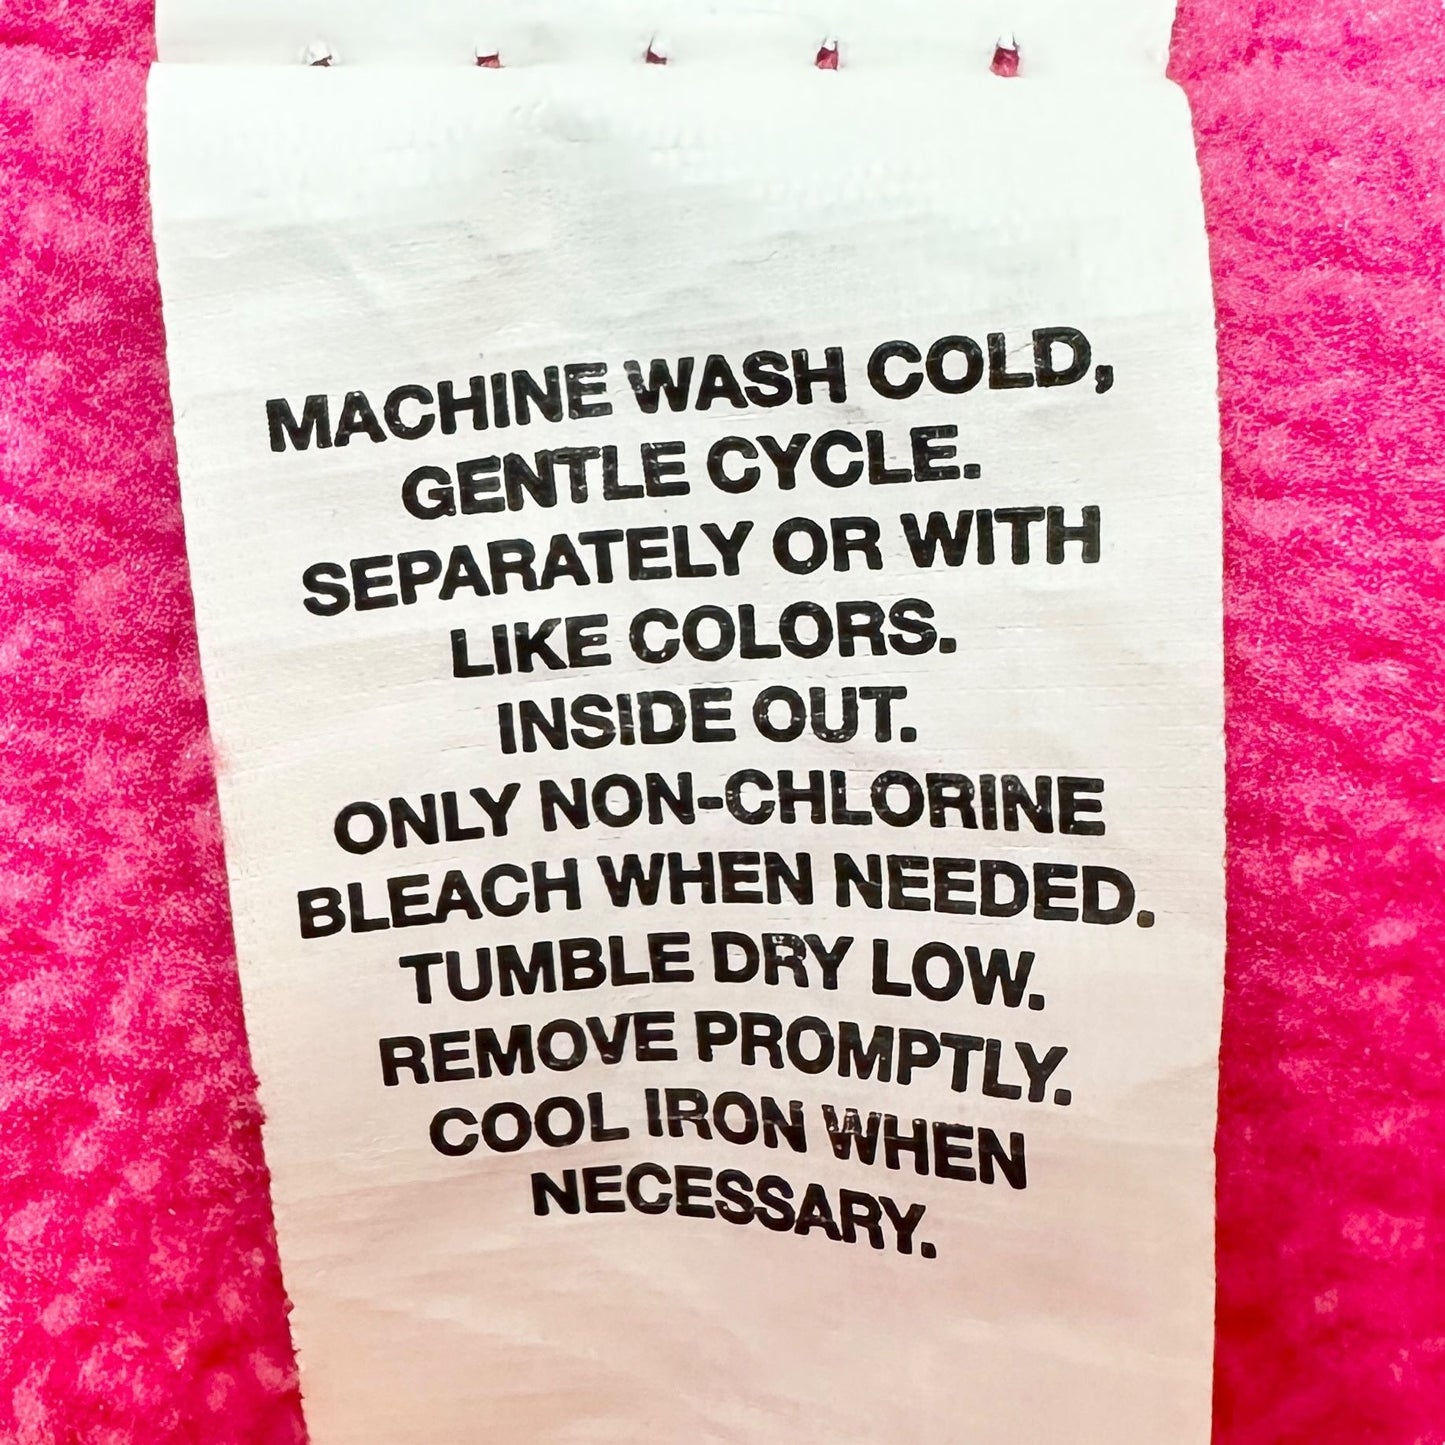 MACHINE WASH COLD,
GENTLE CYCLE.
SEPARATELY OR WITH
LIKE COLORS.
INSIDE OUT.
ONLY NON-CHLORINE
BLEACH WHEN NEEDED.
TUMBLE DRY LOW.
REMOVE PROMPTLY.
COOL IRON WHEN
NECESSARY.